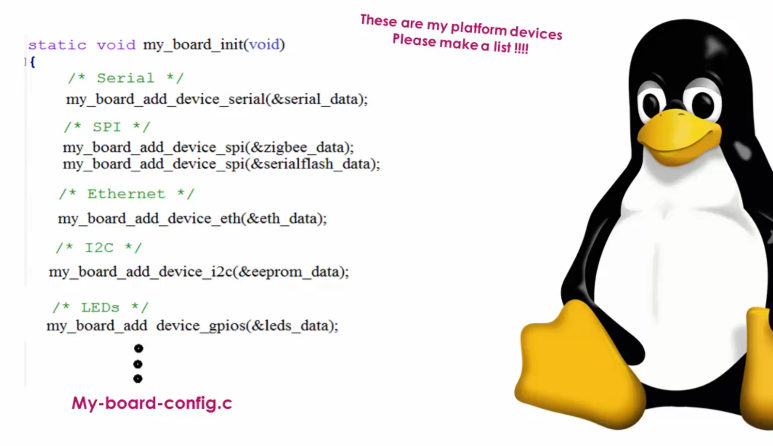 These are my platform devices
Please make a list !!!!
static void my_board_init(void)
{
/* Serial */
my_board_add_device_serial(&serial_data);
/* SPI */
my_board_add_device_spi(&zigbee_data);
my_board_add_device_spi(&serialflash_data);
/* Ethernet */
my_board_add_device_eth(&eth_data);
/* I2C */
my_board_add_device_i2c(&eeprom_data);
/* LEDs */
my_board_add device_gpios(&leds_data);
My-board-config.c